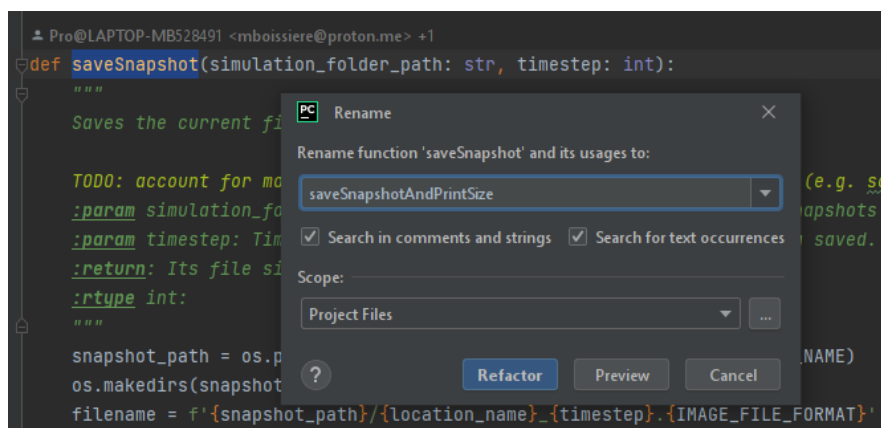 Pro@LAPTOP-MB528491 <mboissiere@proton.me> +1
def saveSnapshot(simulation_folder_path: str, timestep: int):
"""
Saves the current fi
PC Rename
Rename function 'saveSnapshot' and its usages to:
TODO: account for mo
saveSnapshotAndPrintSize
(e.g.
:param simulation_fo
napshots
Search in comments and strings Search for text occurrences
:param timestep: Tim
saved.
:return: Its file si
Scope:
:rtype int:
Project Files
...
"""
snapshot_path = os.p
NAME)
? Refactor Preview Cancel
os.makedirs(snapshot
filename = f'{snapshot_path}/{location_name}_{timestep}.{IMAGE_FILE_FORMAT}'